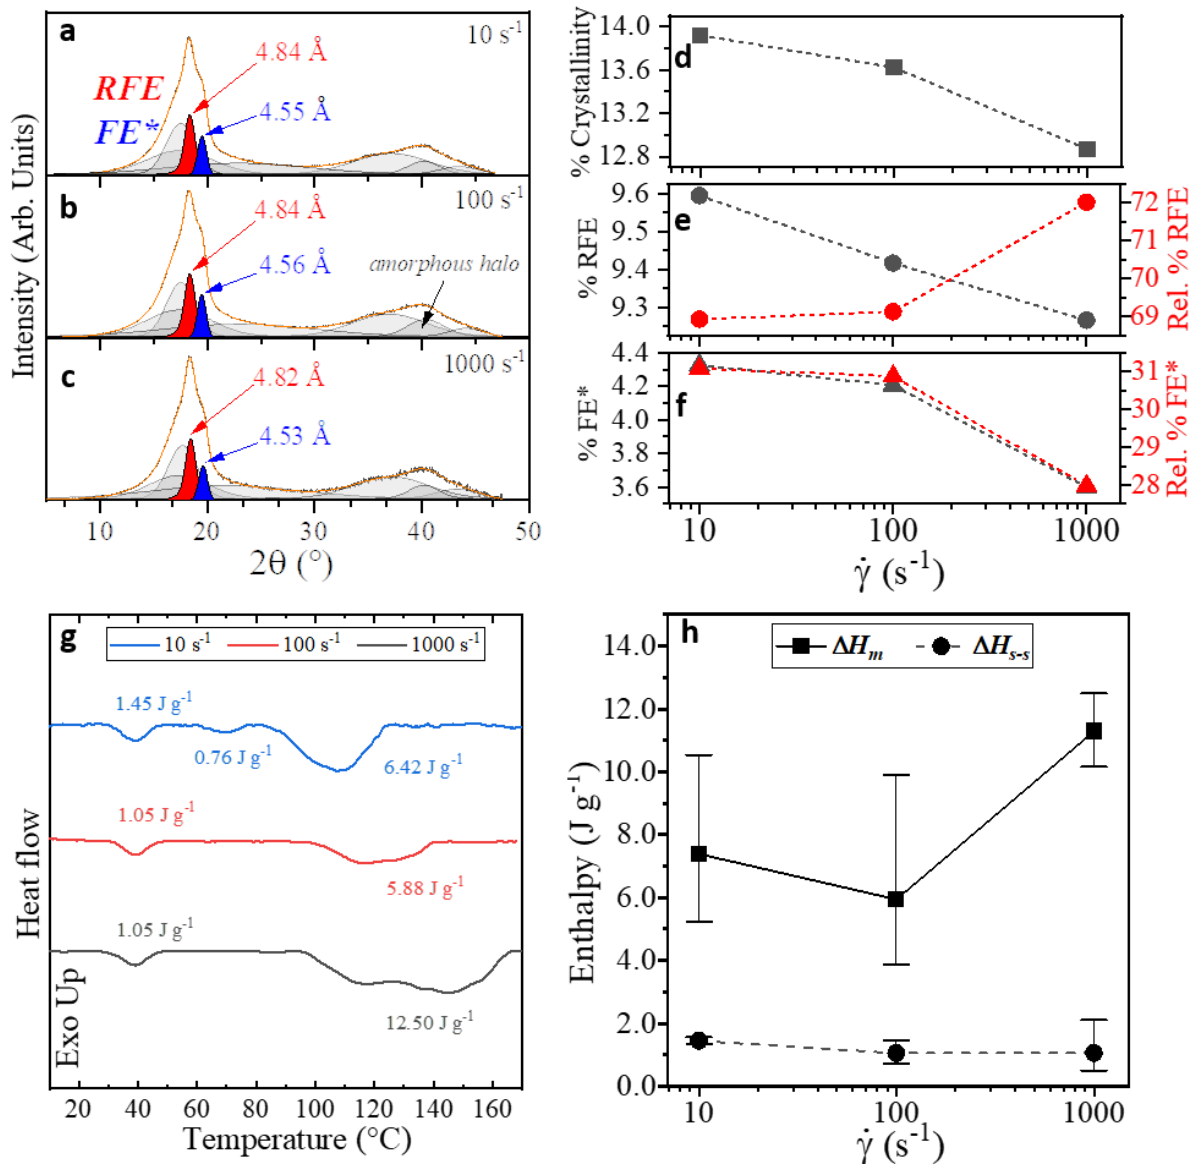 a
10 s⁻¹
4.84 Å
RFE
FE*
4.55 Å
b
100 s⁻¹
4.84 Å
4.56 Å
amorphous halo
c
1000 s⁻¹
4.82 Å
4.53 Å
Intensity (Arb. Units)
10 20 30 40 50
2θ (°)
d
14.0
13.6
13.2
12.8
% Crystallinity
e
9.6
9.5
9.4
9.3
% RFE
72
71
70
69
Rel. % RFE
f
4.4
4.2
4.0
3.8
3.6
% FE*
31
30
29
28
Rel. % FE*
10 100 1000
γ̇ (s⁻¹)
g
10 s⁻¹ 100 s⁻¹ 1000 s⁻¹
1.45 J g⁻¹
0.76 J g⁻¹
6.42 J g⁻¹
1.05 J g⁻¹
5.88 J g⁻¹
1.05 J g⁻¹
12.50 J g⁻¹
Heat flow
Exo Up
20 40 60 80 100 120 140 160
Temperature (°C)
h
ΔHm ΔHs-s
14.0
12.0
10.0
8.0
6.0
4.0
2.0
0.0
Enthalpy (J g⁻¹)
10 100 1000
γ̇ (s⁻¹)